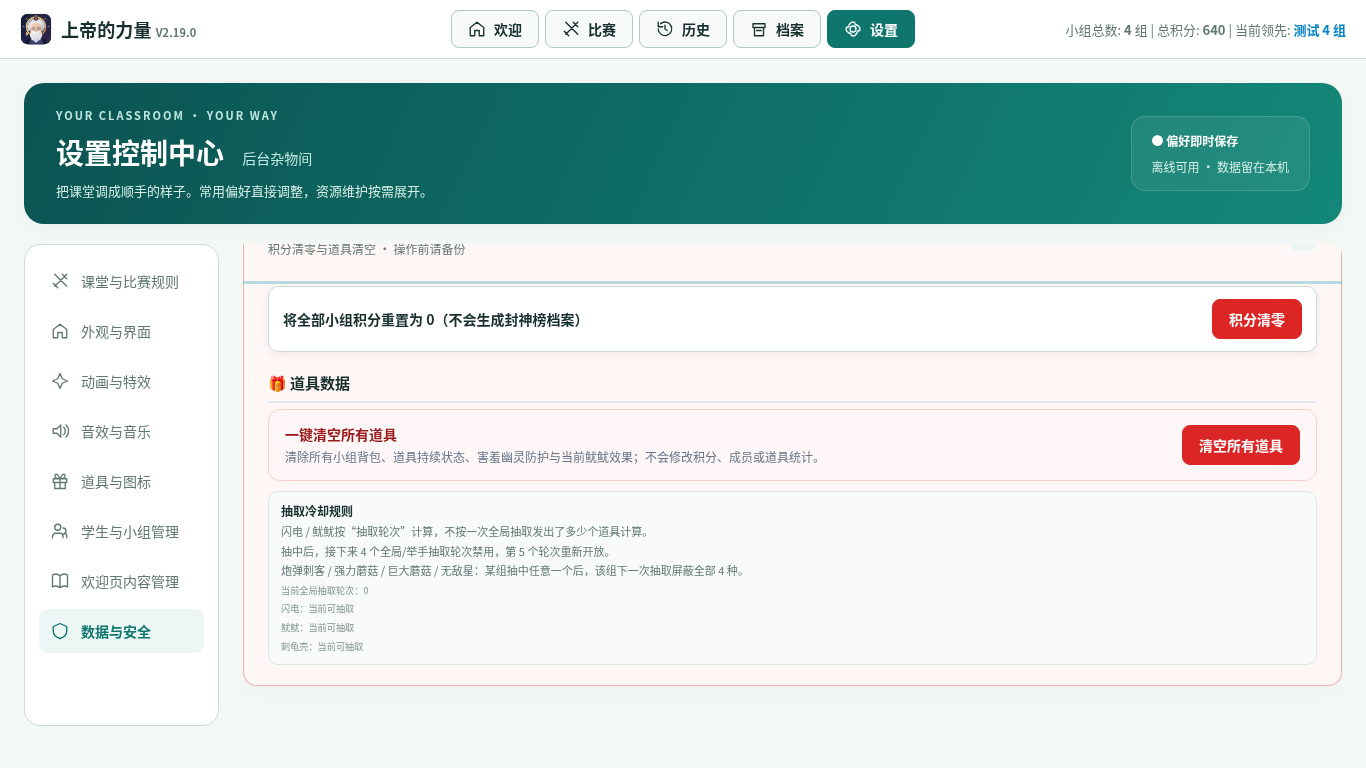 上帝的力量 V2.19.0
欢迎
比赛
历史
档案
设置
小组总数: 4 组 | 总积分: 640 | 当前领先: 测试 4 组
YOUR CLASSROOM · YOUR WAY
设置控制中心 后台杂物间
把课堂调成顺手的样子。常用偏好直接调整，资源维护按需展开。
偏好即时保存
离线可用 · 数据留在本机
课堂与比赛规则
外观与界面
动画与特效
音效与音乐
道具与图标
学生与小组管理
欢迎页内容管理
数据与安全
积分清零与道具清空 · 操作前请备份
将全部小组积分重置为 0（不会生成封神榜档案）
积分清零
🎁 道具数据
一键清空所有道具
清除所有小组背包、道具持续状态、害羞幽灵防护与当前鱿鱿效果；不会修改积分、成员或道具统计。
清空所有道具
抽取冷却规则
闪电 / 鱿鱿按“抽取轮次”计算，不按一次全局抽取发出了多少个道具计算。
抽中后，接下来 4 个全局/举手抽取轮次禁用，第 5 个轮次重新开放。
炮弹刺客 / 强力蘑菇 / 巨大蘑菇 / 无敌星：某组抽中任意一个后，该组下一次抽取屏蔽全部 4 种。
当前全局抽取轮次：0
闪电：当前可抽取
鱿鱿：当前可抽取
刺龟壳：当前可抽取